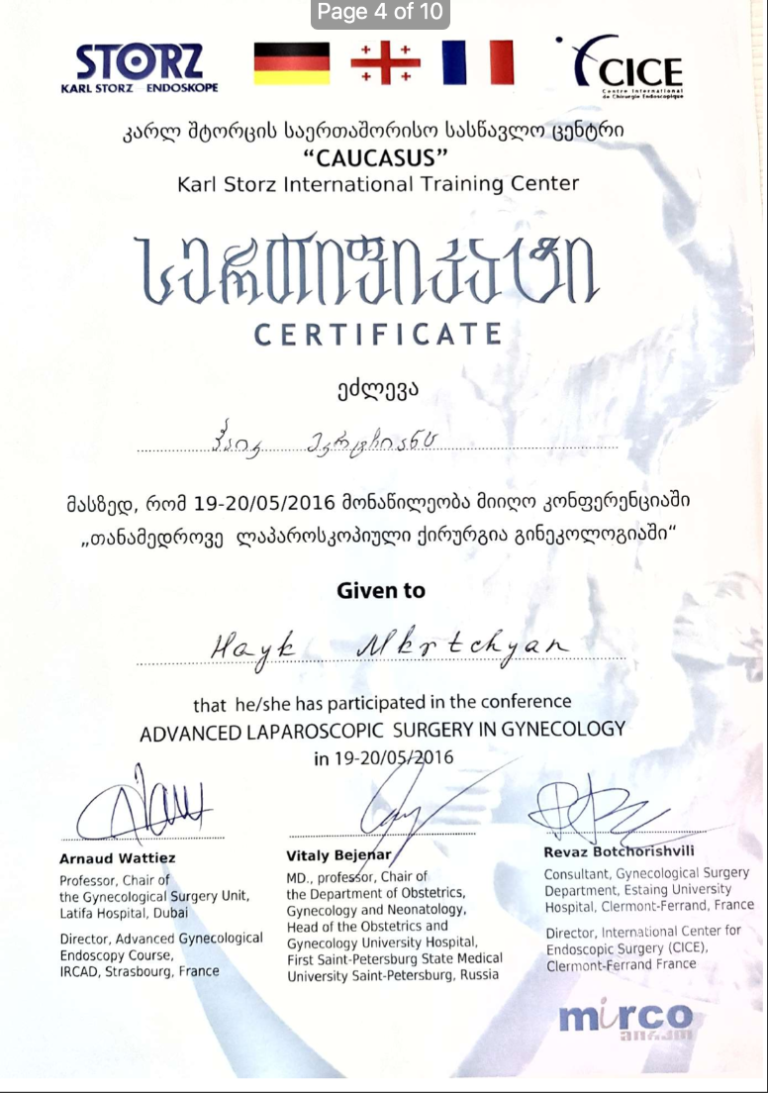 Page 4 of 10
STORZ
KARL STORZ ENDOSKOPE
CICE
Centre International
de Chirurgie Endoscopique
კარლ შტორცის საერთაშორისო სასწავლო ცენტრი
“CAUCASUS”
Karl Storz International Training Center
სერთიფიკატი
CERTIFICATE
ეძლევა
ჰაიკ მკრტჩიანს
მასზედ, რომ 19-20/05/2016 მონაწილეობა მიიღო კონფერენციაში
„თანამედროვე ლაპაროსკოპიული ქირურგია გინეკოლოგიაში“
Given to
Hayk Mkrtchyan
that he/she has participated in the conference
ADVANCED LAPAROSCOPIC SURGERY IN GYNECOLOGY
in 19-20/05/2016
Arnaud Wattiez
Professor, Chair of
the Gynecological Surgery Unit,
Latifa Hospital, Dubai
Director, Advanced Gynecological
Endoscopy Course,
IRCAD, Strasbourg, France
Vitaly Bejenar
MD., professor, Chair of
the Department of Obstetrics,
Gynecology and Neonatology,
Head of the Obstetrics and
Gynecology University Hospital,
First Saint-Petersburg State Medical
University Saint-Petersburg, Russia
Revaz Botchorishvili
Consultant, Gynecological Surgery
Department, Estaing University
Hospital, Clermont-Ferrand, France
Director, International Center for
Endoscopic Surgery (CICE),
Clermont-Ferrand France
mirco